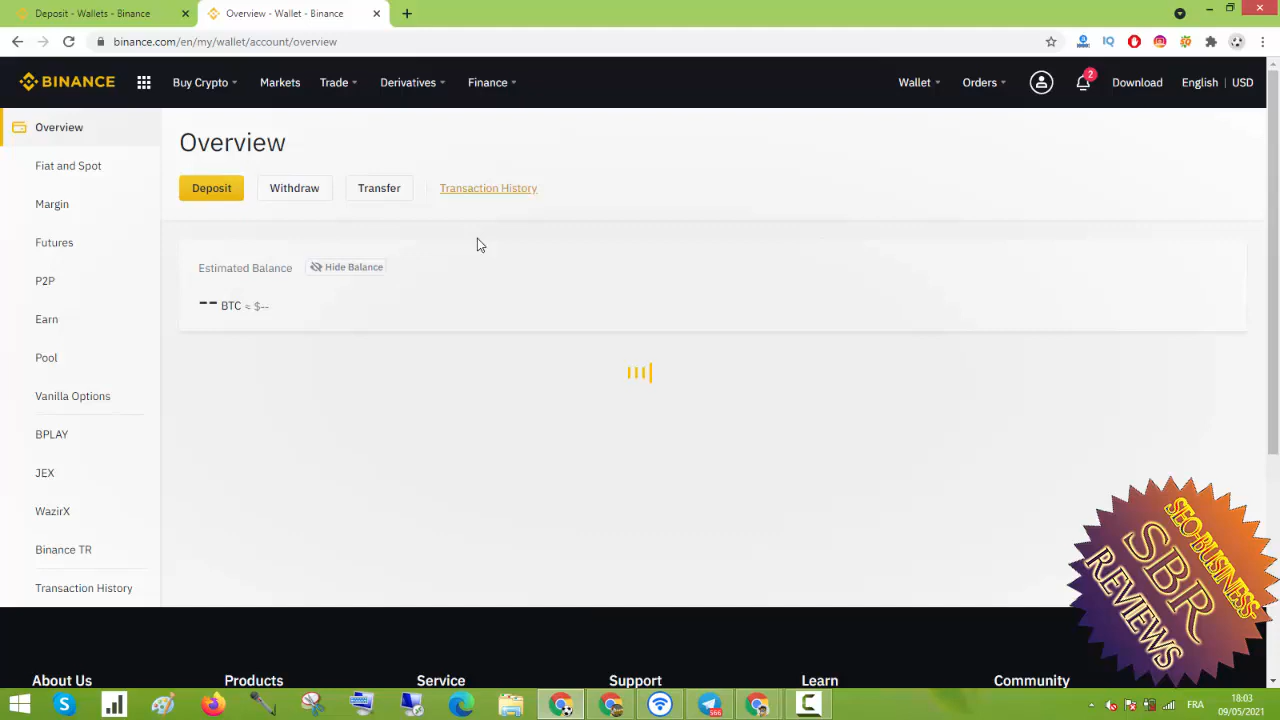 Deposit - Wallets - Binance
Overview - Wallet - Binance
binance.com/en/my/wallet/account/overview
BINANCE
Buy Crypto
Markets
Trade
Derivatives
Finance
Wallet
Orders
2
Download
English | USD
Overview
Fiat and Spot
Margin
Futures
P2P
Earn
Pool
Vanilla Options
BPLAY
JEX
WazirX
Binance TR
Transaction History
Overview
Deposit
Withdraw
Transfer
Transaction History
Estimated Balance
Hide Balance
-- BTC ≈ $--
SEO-BUSINESS-
SBR
REVIEWS
About Us
Products
Service
Support
Learn
Community
566
FRA
18:03
09/05/2021